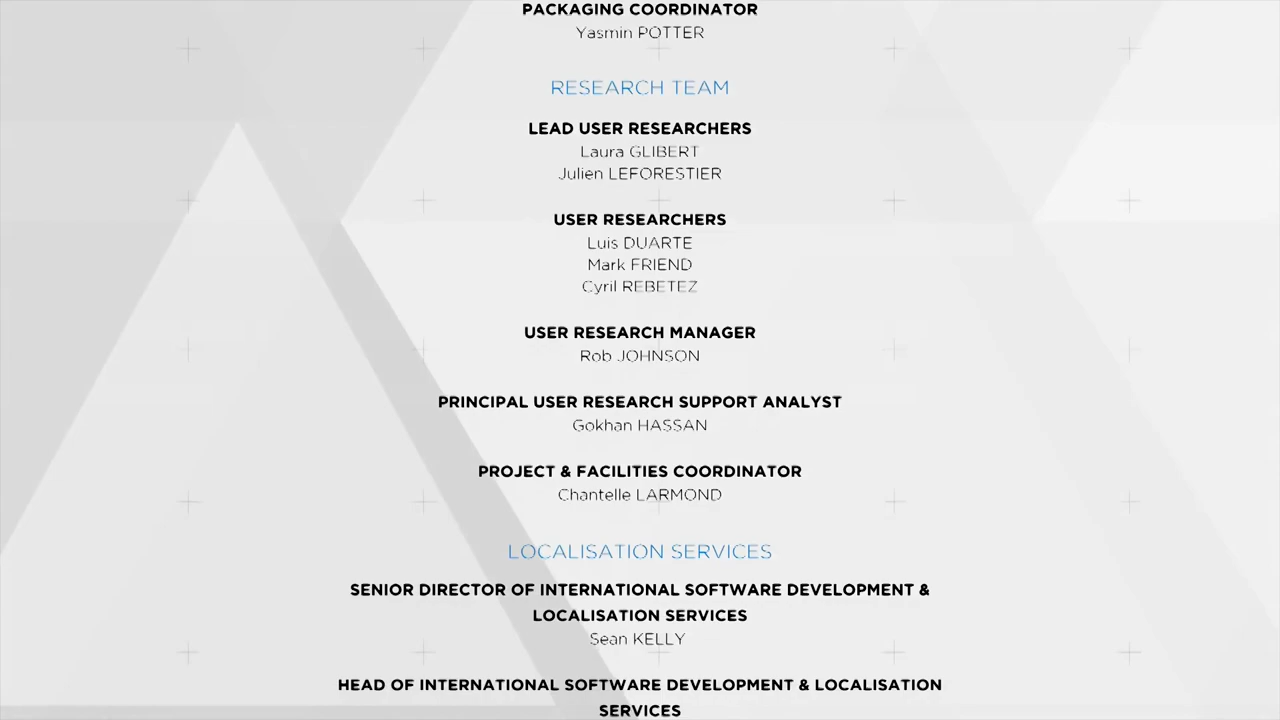 PACKAGING COORDINATOR
Yasmin POTTER
RESEARCH TEAM
LEAD USER RESEARCHERS
Laura GLIBERT
Julien LEFORESTIER
USER RESEARCHERS
Luis DUARTE
Mark FRIEND
Cyril REBETEZ
USER RESEARCH MANAGER
Rob JOHNSON
PRINCIPAL USER RESEARCH SUPPORT ANALYST
Gokhan HASSAN
PROJECT & FACILITIES COORDINATOR
Chantelle LARMOND
LOCALISATION SERVICES
SENIOR DIRECTOR OF INTERNATIONAL SOFTWARE DEVELOPMENT &
LOCALISATION SERVICES
Sean KELLY
HEAD OF INTERNATIONAL SOFTWARE DEVELOPMENT & LOCALISATION
SERVICES